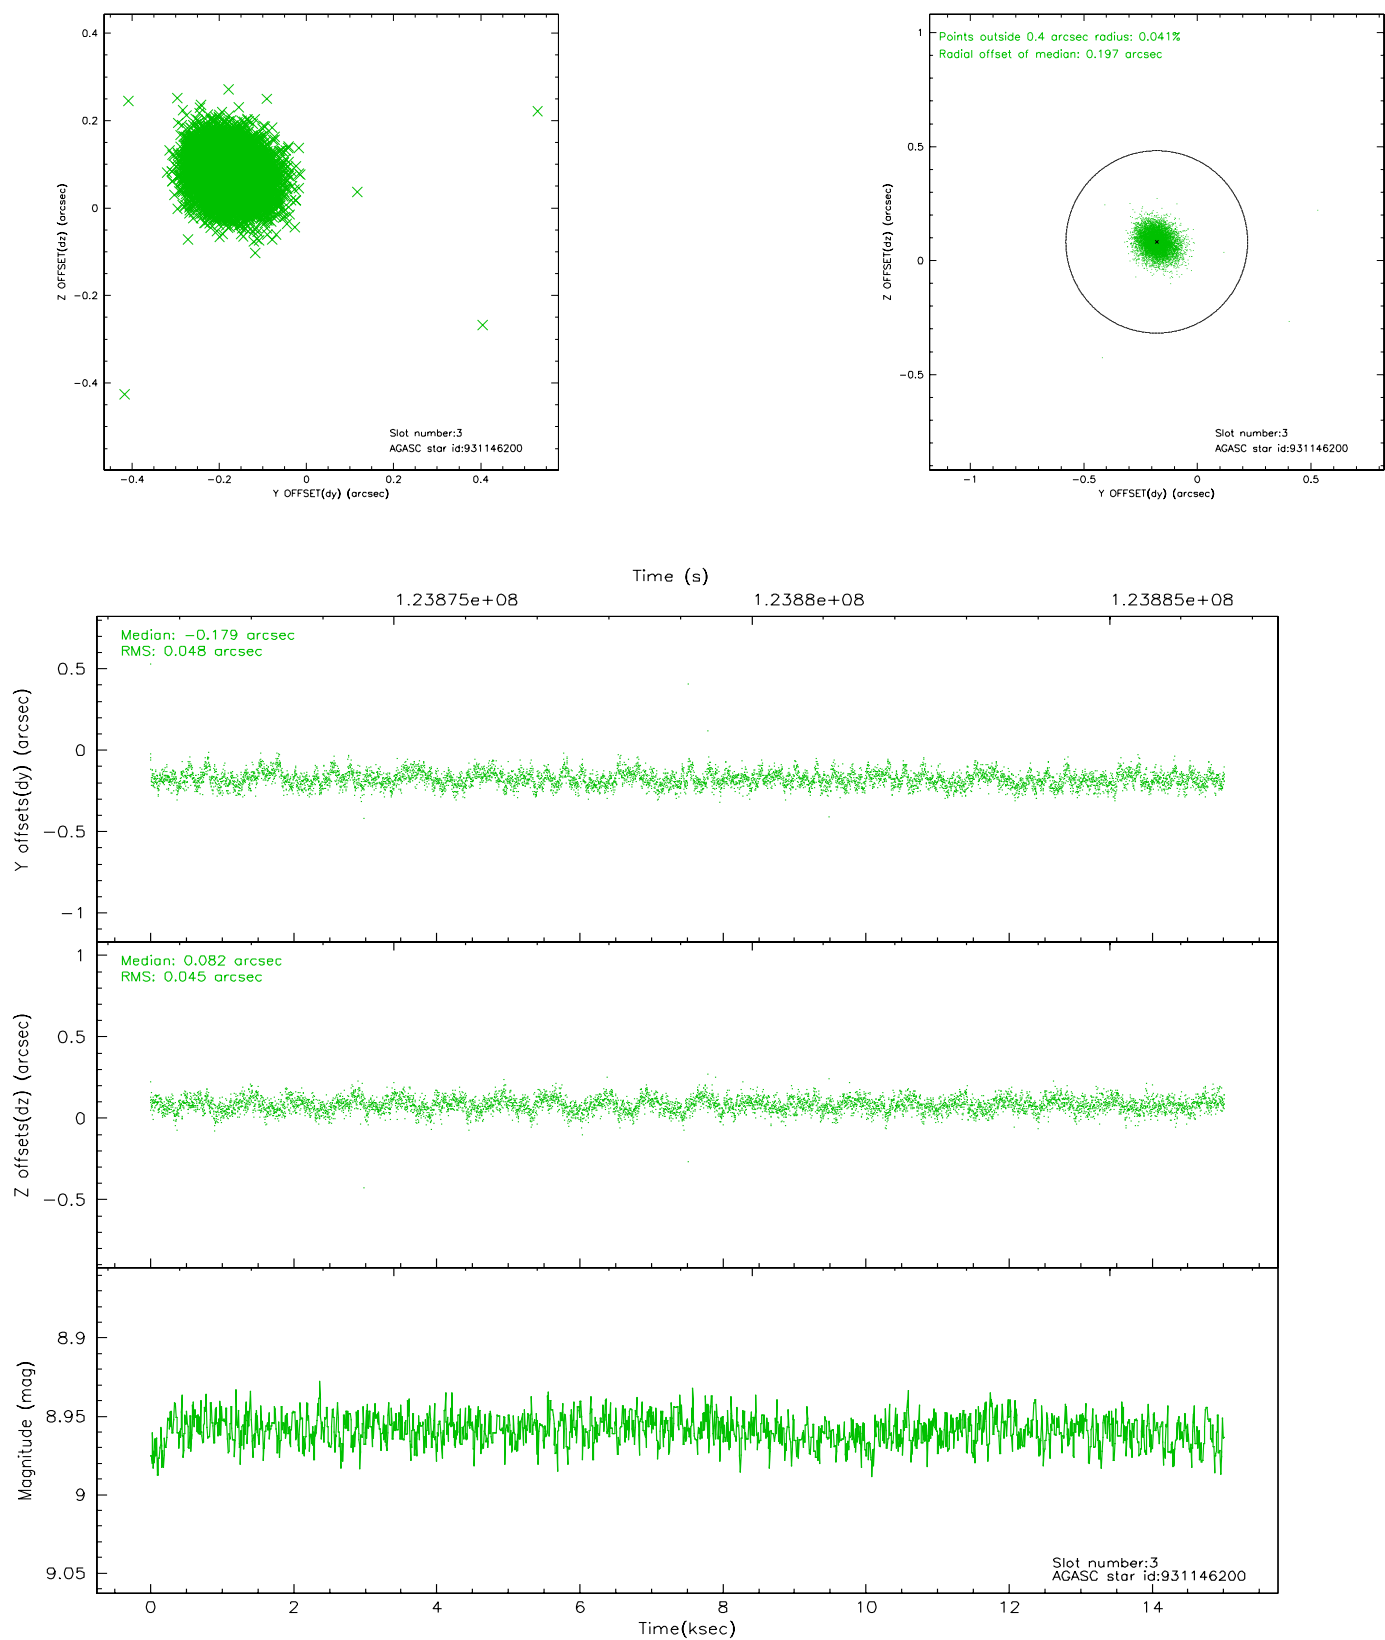 0.4
0.2
0
−0.2
−0.4
Z OFFSET(dz) (arcsec)
Slot number:3
AGASC star id:931146200
−0.4 −0.2 0 0.2 0.4
Y OFFSET(dy) (arcsec)
Points outside 0.4 arcsec radius: 0.041%
Radial offset of median: 0.197 arcsec
1
0.5
0
−0.5
Z OFFSET(dz) (arcsec)
Slot number:3
AGASC star id:931146200
−1 −0.5 0 0.5
Y OFFSET(dy) (arcsec)
Time (s)
1.23875e+08 1.2388e+08 1.23885e+08
Median: −0.179 arcsec
RMS: 0.048 arcsec
0.5
0
−0.5
−1
Y offsets(dy) (arcsec)
Median: 0.082 arcsec
RMS: 0.045 arcsec
1
0.5
0
−0.5
Z offsets(dz) (arcsec)
8.9
8.95
9
9.05
Magnitude (mag)
Slot number:3
AGASC star id:931146200
0 2 4 6 8 10 12 14
Time(ksec)